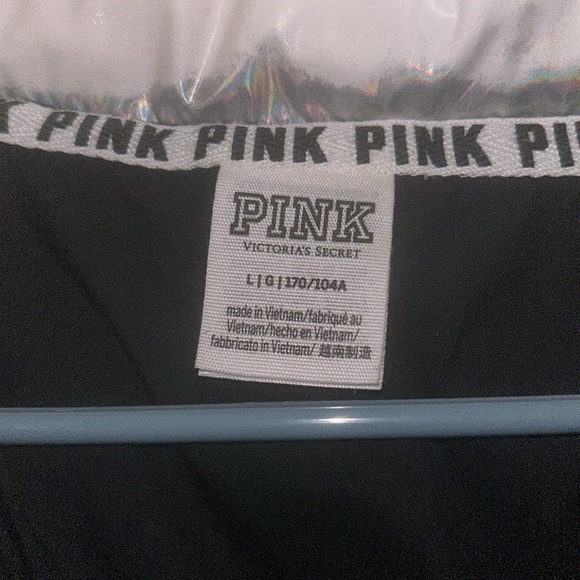 PINK PINK PINK PI
PINK
VICTORIA'S SECRET
L | G | 170/104A
made in Vietnam/fabriqué au
Vietnam/hecho en Vietnam/
fabbricato in Vietnam/ 越南制造